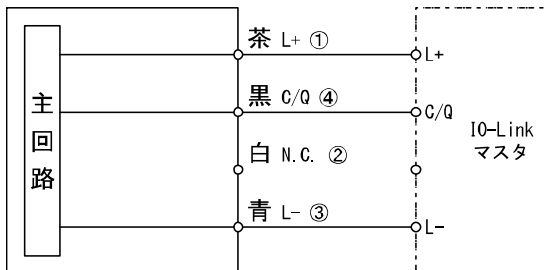 主回路
茶 L+ ①
L+
黒 C/Q ④
C/Q
白 N.C. ②
青 L- ③
L-
IO-Link
マスタ